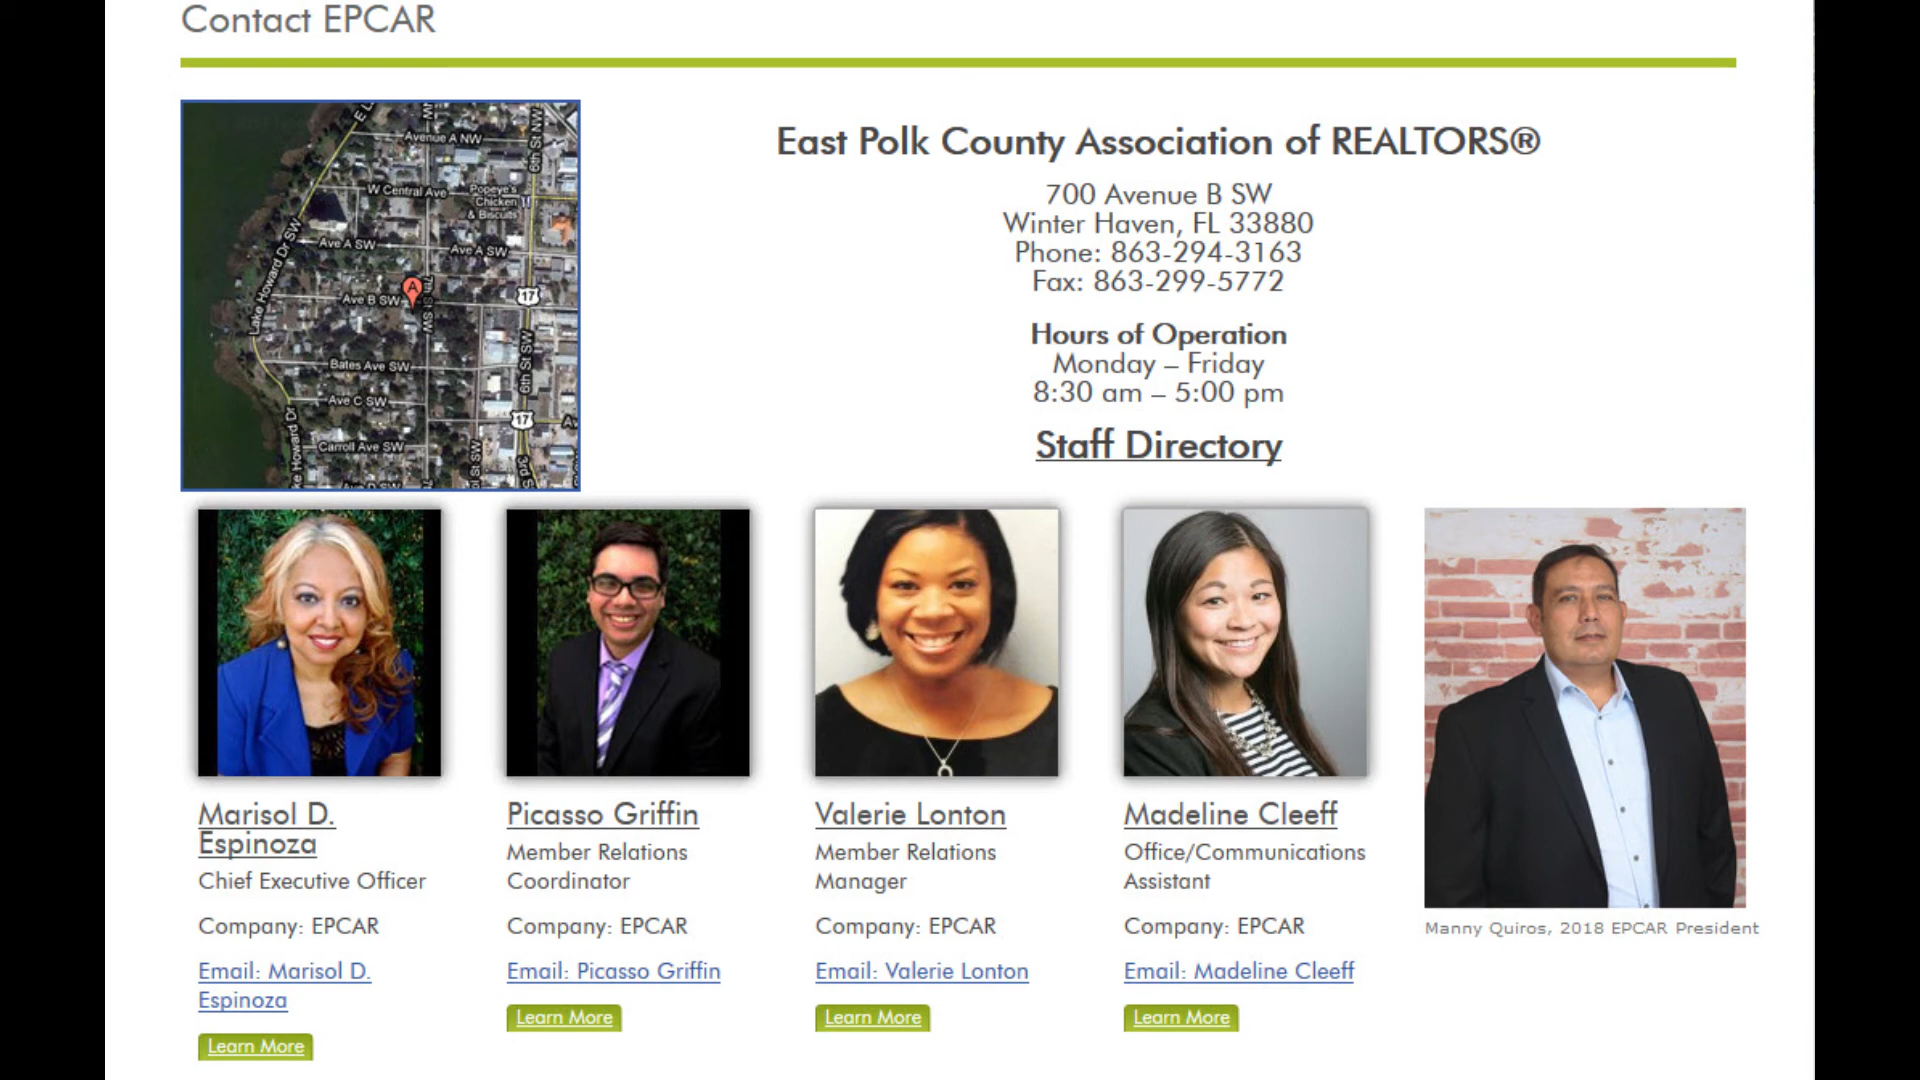 Contact EPCAR
East Polk County Association of REALTORS®
700 Avenue B SW
Winter Haven, FL 33880
Phone: 863-294-3163
Fax: 863-299-5772
Hours of Operation
Monday – Friday
8:30 am – 5:00 pm
Staff Directory
Avenue A NW
6th St NW
W Central Ave
Popeye's
Chicken
& Biscuits
Lake Howard Dr SW
Ave A SW
Ave A SW
A
Ave B SW
7th St SW
17
6th St SW
Bates Ave SW
Ave C SW
17
Carroll Ave SW
Marisol D.
Espinoza
Chief Executive Officer
Company: EPCAR
Email: Marisol D.
Espinoza
Learn More
Picasso Griffin
Member Relations
Coordinator
Company: EPCAR
Email: Picasso Griffin
Learn More
Valerie Lonton
Member Relations
Manager
Company: EPCAR
Email: Valerie Lonton
Learn More
Madeline Cleeff
Office/Communications
Assistant
Company: EPCAR
Email: Madeline Cleeff
Learn More
Manny Quiros, 2018 EPCAR President